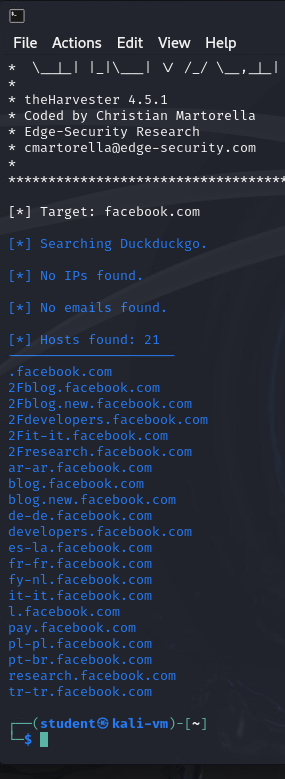 File Actions Edit View Help
*  \__|_| |_|\___| \/ /_/ \__,_|_|
*
* theHarvester 4.5.1
* Coded by Christian Martorella
* Edge-Security Research
* cmartorella@edge-security.com
*
***********************************
[*] Target: facebook.com
[*] Searching Duckduckgo.
[*] No IPs found.
[*] No emails found.
[*] Hosts found: 21
---------------------
.facebook.com
2Fblog.facebook.com
2Fblog.new.facebook.com
2Fdevelopers.facebook.com
2Fit-it.facebook.com
2Fresearch.facebook.com
ar-ar.facebook.com
blog.facebook.com
blog.new.facebook.com
de-de.facebook.com
developers.facebook.com
es-la.facebook.com
fr-fr.facebook.com
fy-nl.facebook.com
it-it.facebook.com
l.facebook.com
pay.facebook.com
pl-pl.facebook.com
pt-br.facebook.com
research.facebook.com
tr-tr.facebook.com
┌──(student㉿kali-vm)-[~]
└─$